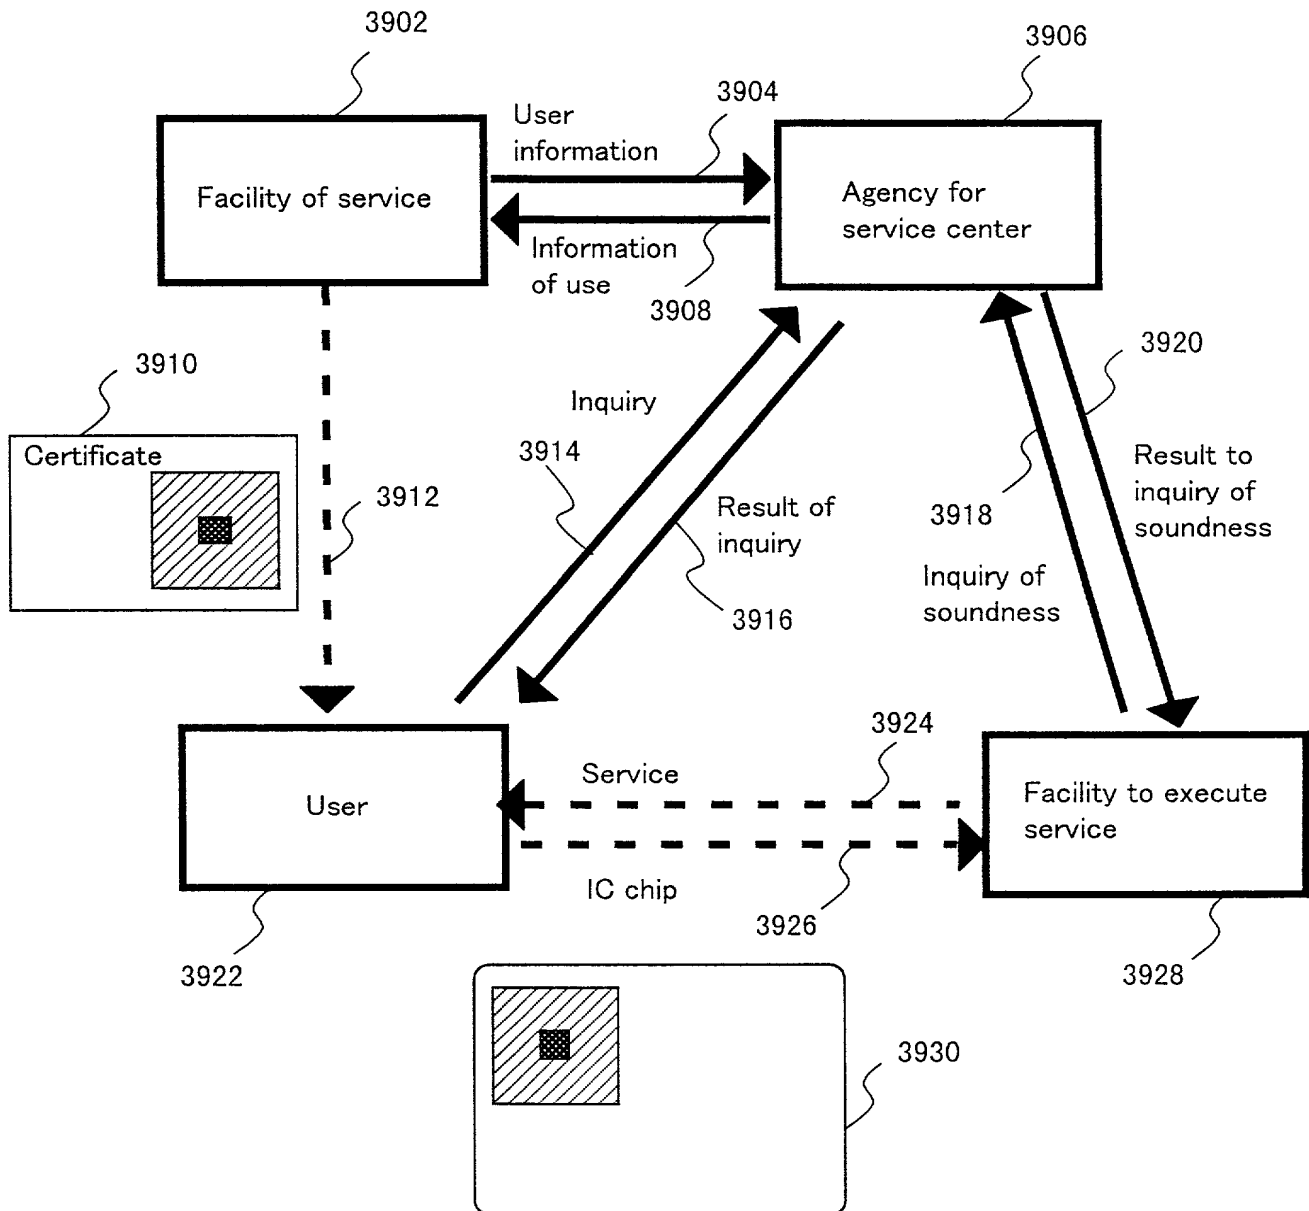 3902
3906
3904
User
information
Facility of service
Agency for
service center
Information
of use
3908
3910
3920
Inquiry
Certificate
3914
3912
Result to
inquiry of
soundness
3918
Result of
inquiry
3916
Inquiry of
soundness
3924
Service
User
Facility to execute
service
IC chip
3926
3922
3928
3930